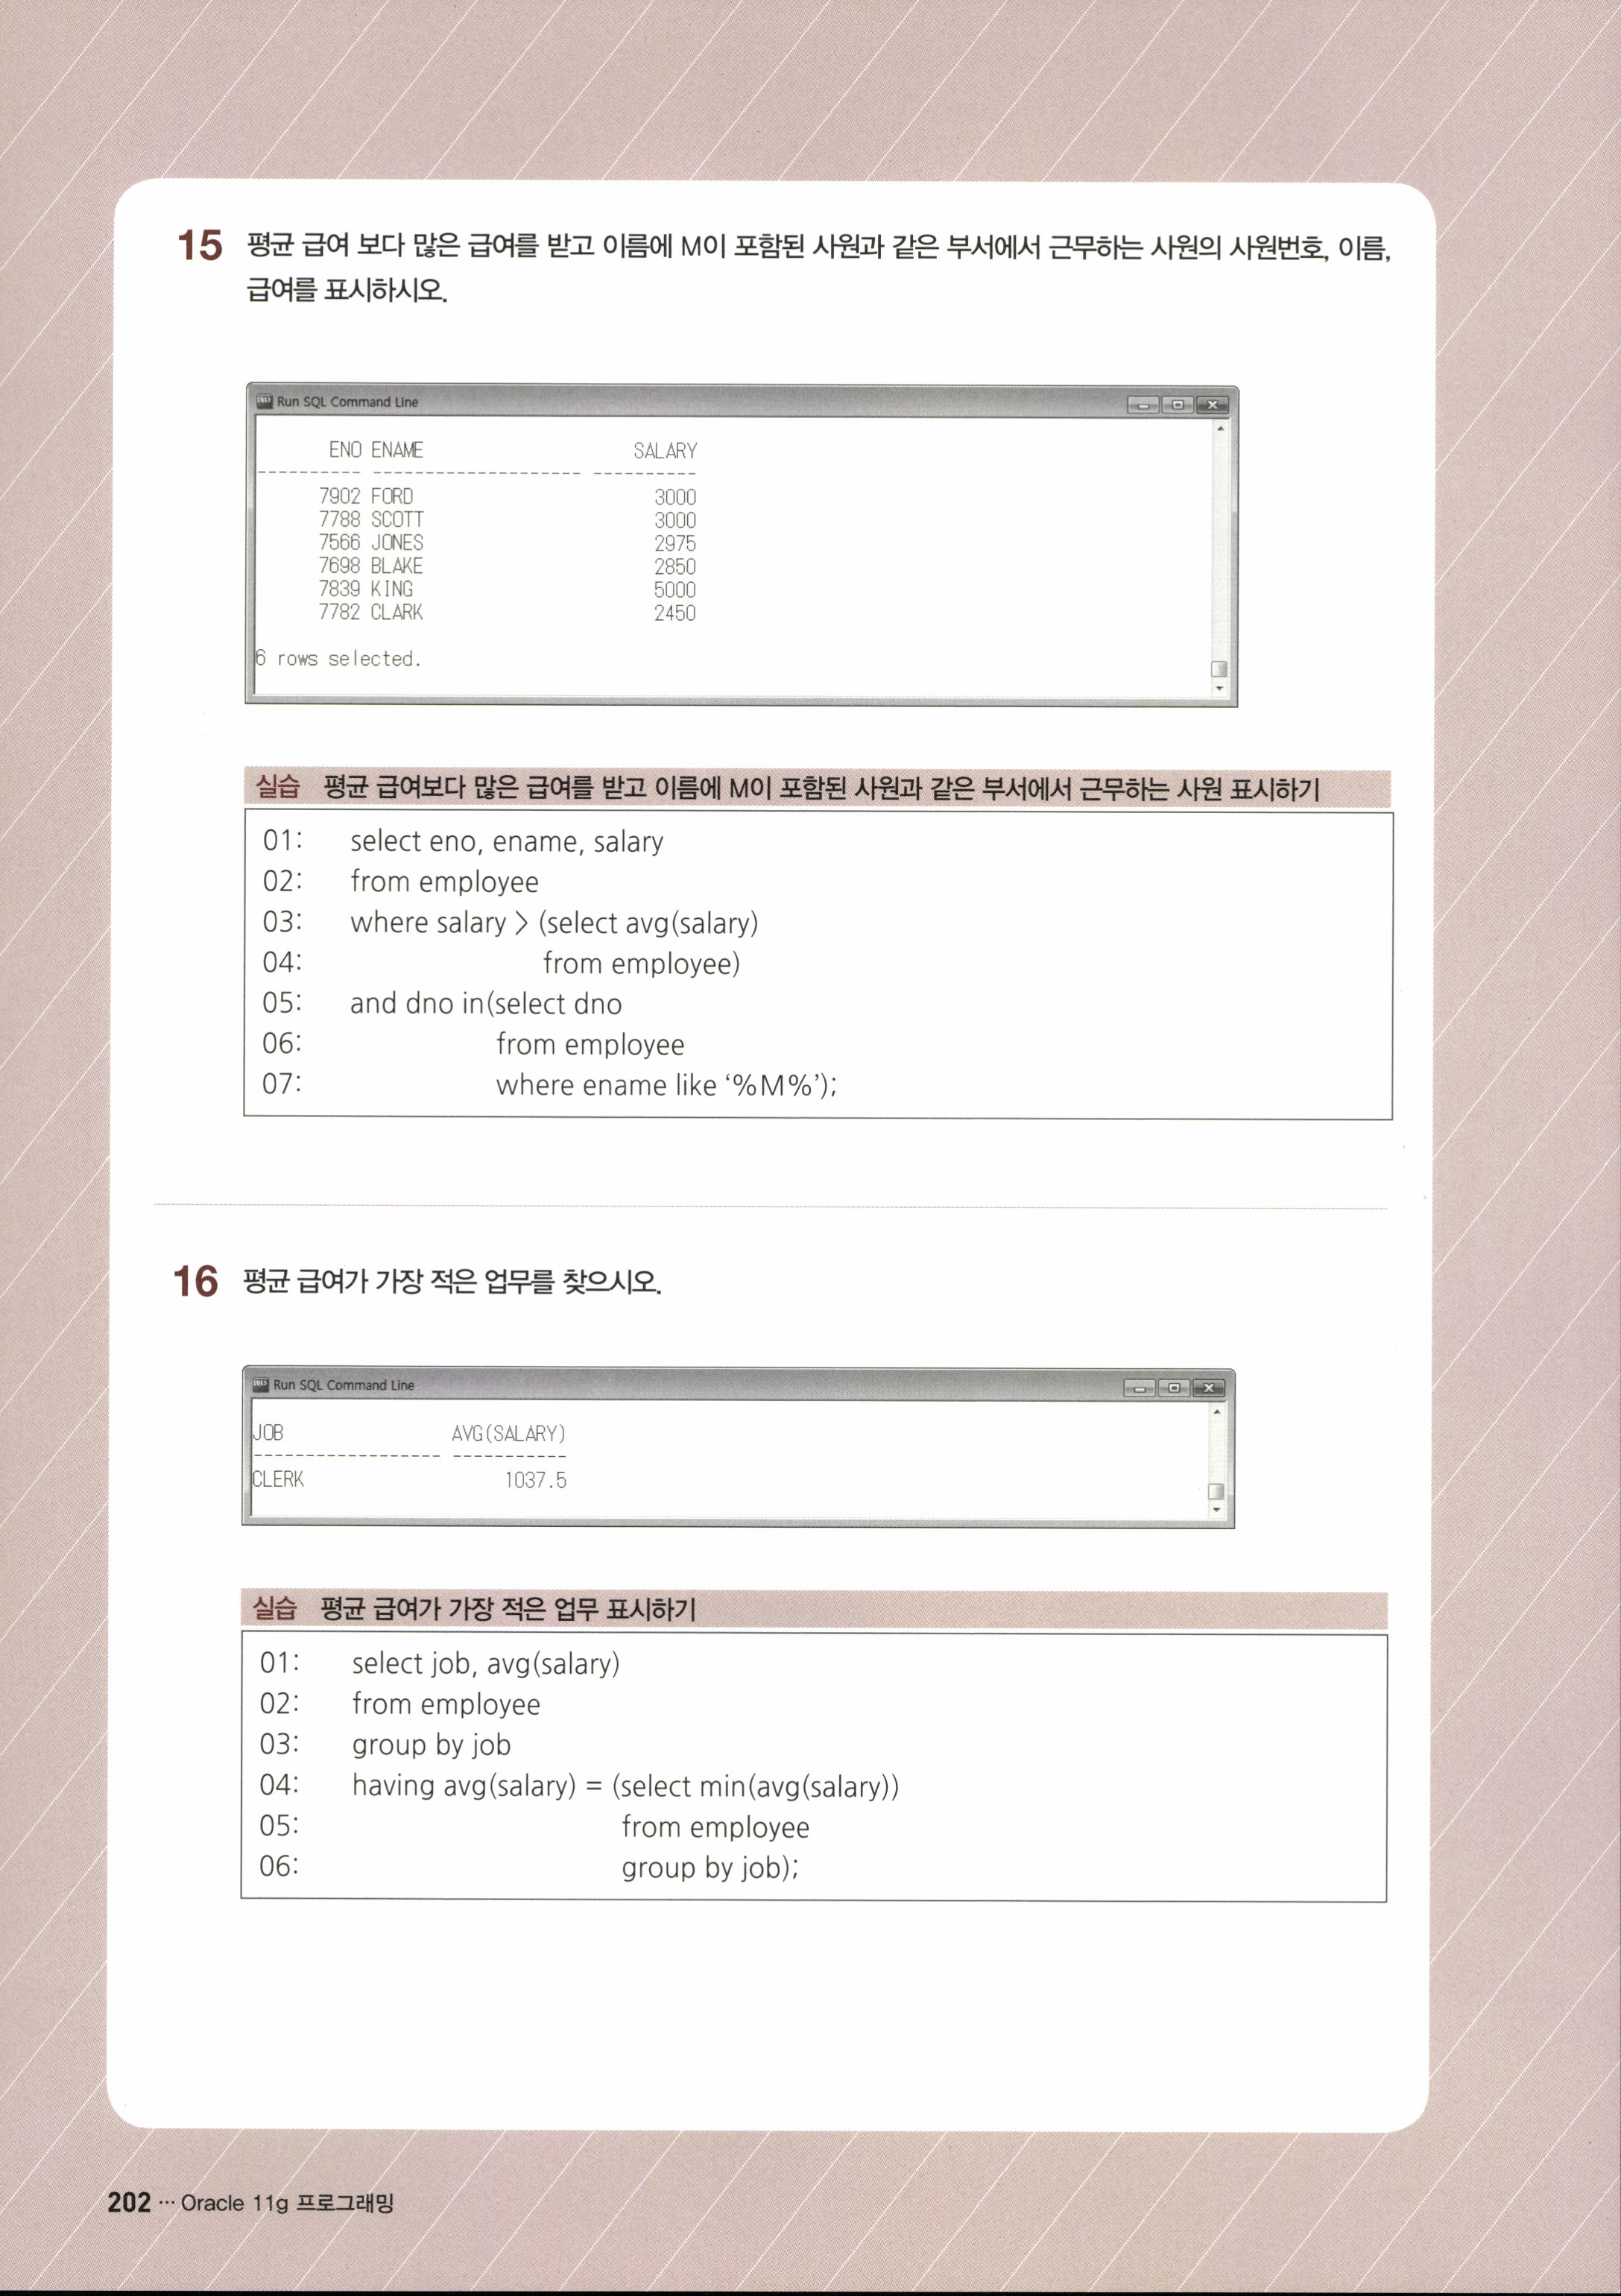 15 평균 급여 보다 많은 급여를 받고 이름에 M이 포함된 사원과 같은 부서에서 근무하는 사원의 사원번호, 이름,
급여를 표시하시오.
Run SQL Command Line
ENO ENAME SALARY
---------- -------------------- ----------
7902 FORD 3000
7788 SCOTT 3000
7566 JONES 2975
7698 BLAKE 2850
7839 KING 5000
7782 CLARK 2450
6 rows selected.
실습 평균 급여보다 많은 급여를 받고 이름에 M이 포함된 사원과 같은 부서에서 근무하는 사원 표시하기
01: select eno, ename, salary
02: from employee
03: where salary > (select avg(salary)
04: from employee)
05: and dno in(select dno
06: from employee
07: where ename like ‘%M%’);
16 평균 급여가 가장 적은 업무를 찾으시오.
Run SQL Command Line
JOB AVG(SALARY)
------------------ -----------
CLERK 1037.5
실습 평균 급여가 가장 적은 업무 표시하기
01: select job, avg(salary)
02: from employee
03: group by job
04: having avg(salary) = (select min(avg(salary))
05: from employee
06: group by job);
202 ··· Oracle 11g 프로그래밍